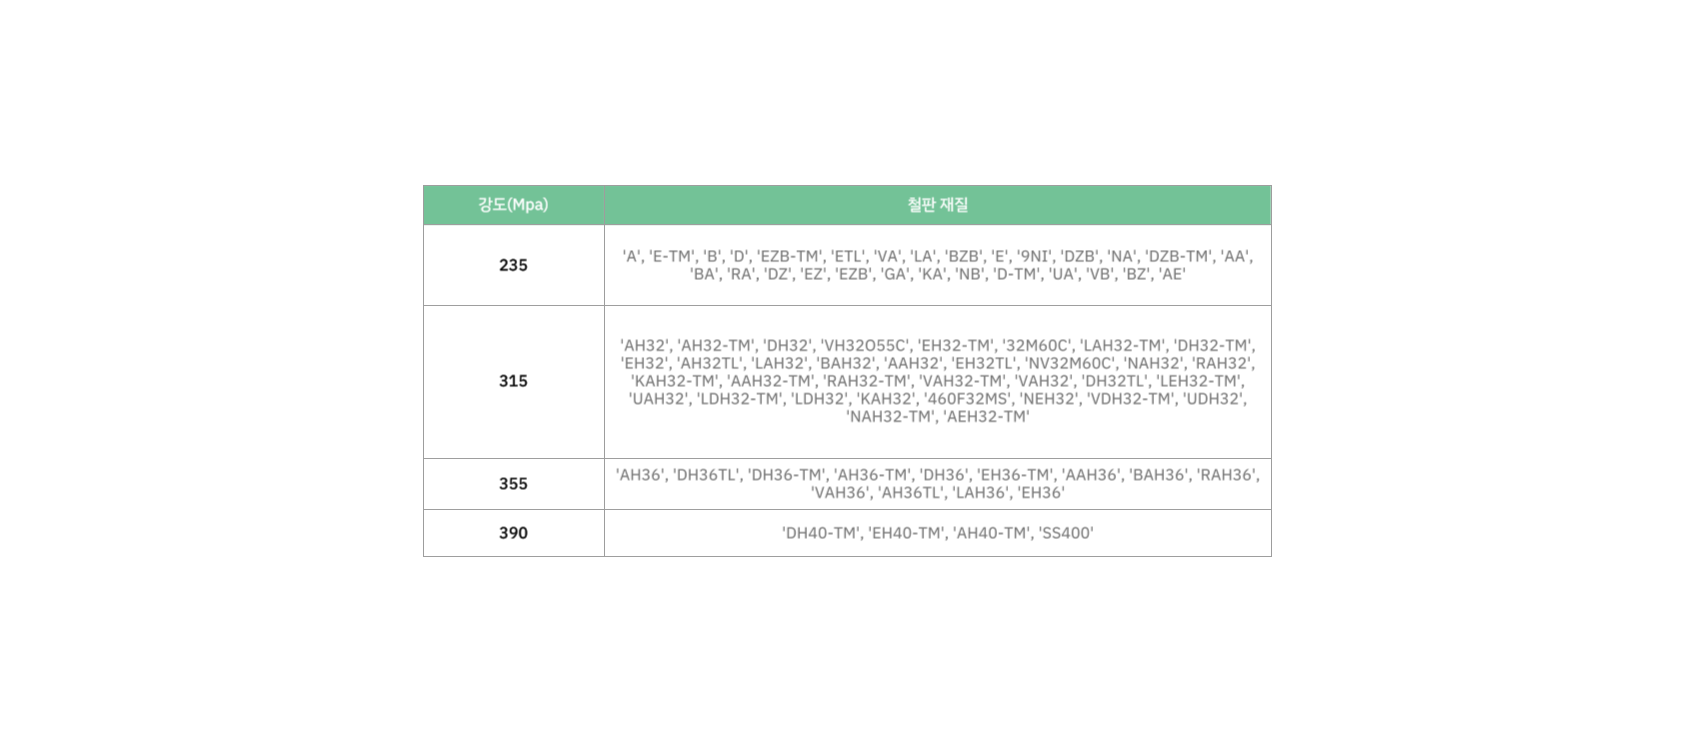 강도(Mpa) 철판 재질
235
'A', 'E-TM', 'B', 'D', 'EZB-TM', 'ETL', 'VA', 'LA', 'BZB', 'E', '9NI', 'DZB', 'NA', 'DZB-TM', 'AA',
'BA', 'RA', 'DZ', 'EZ', 'EZB', 'GA', 'KA', 'NB', 'D-TM', 'UA', 'VB', 'BZ', 'AE'
315
'AH32', 'AH32-TM', 'DH32', 'VH32O55C', 'EH32-TM', '32M60C', 'LAH32-TM', 'DH32-TM',
'EH32', 'AH32TL', 'LAH32', 'BAH32', 'AAH32', 'EH32TL', 'NV32M60C', 'NAH32', 'RAH32',
'KAH32-TM', 'AAH32-TM', 'RAH32-TM', 'VAH32-TM', 'VAH32', 'DH32TL', 'LEH32-TM',
'UAH32', 'LDH32-TM', 'LDH32', 'KAH32', '460F32MS', 'NEH32', 'VDH32-TM', 'UDH32',
'NAH32-TM', 'AEH32-TM'
355
'AH36', 'DH36TL', 'DH36-TM', 'AH36-TM', 'DH36', 'EH36-TM', 'AAH36', 'BAH36', 'RAH36',
'VAH36', 'AH36TL', 'LAH36', 'EH36'
390
'DH40-TM', 'EH40-TM', 'AH40-TM', 'SS400'